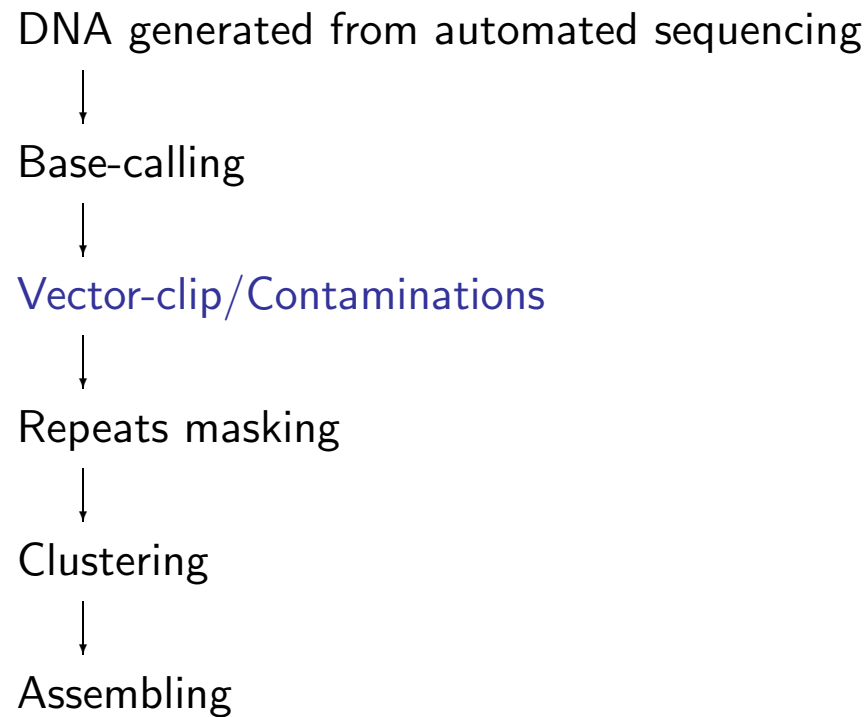 DNA generated from automated sequencing
Base-calling
Vector-clip/Contaminations
Repeats masking
Clustering
Assembling